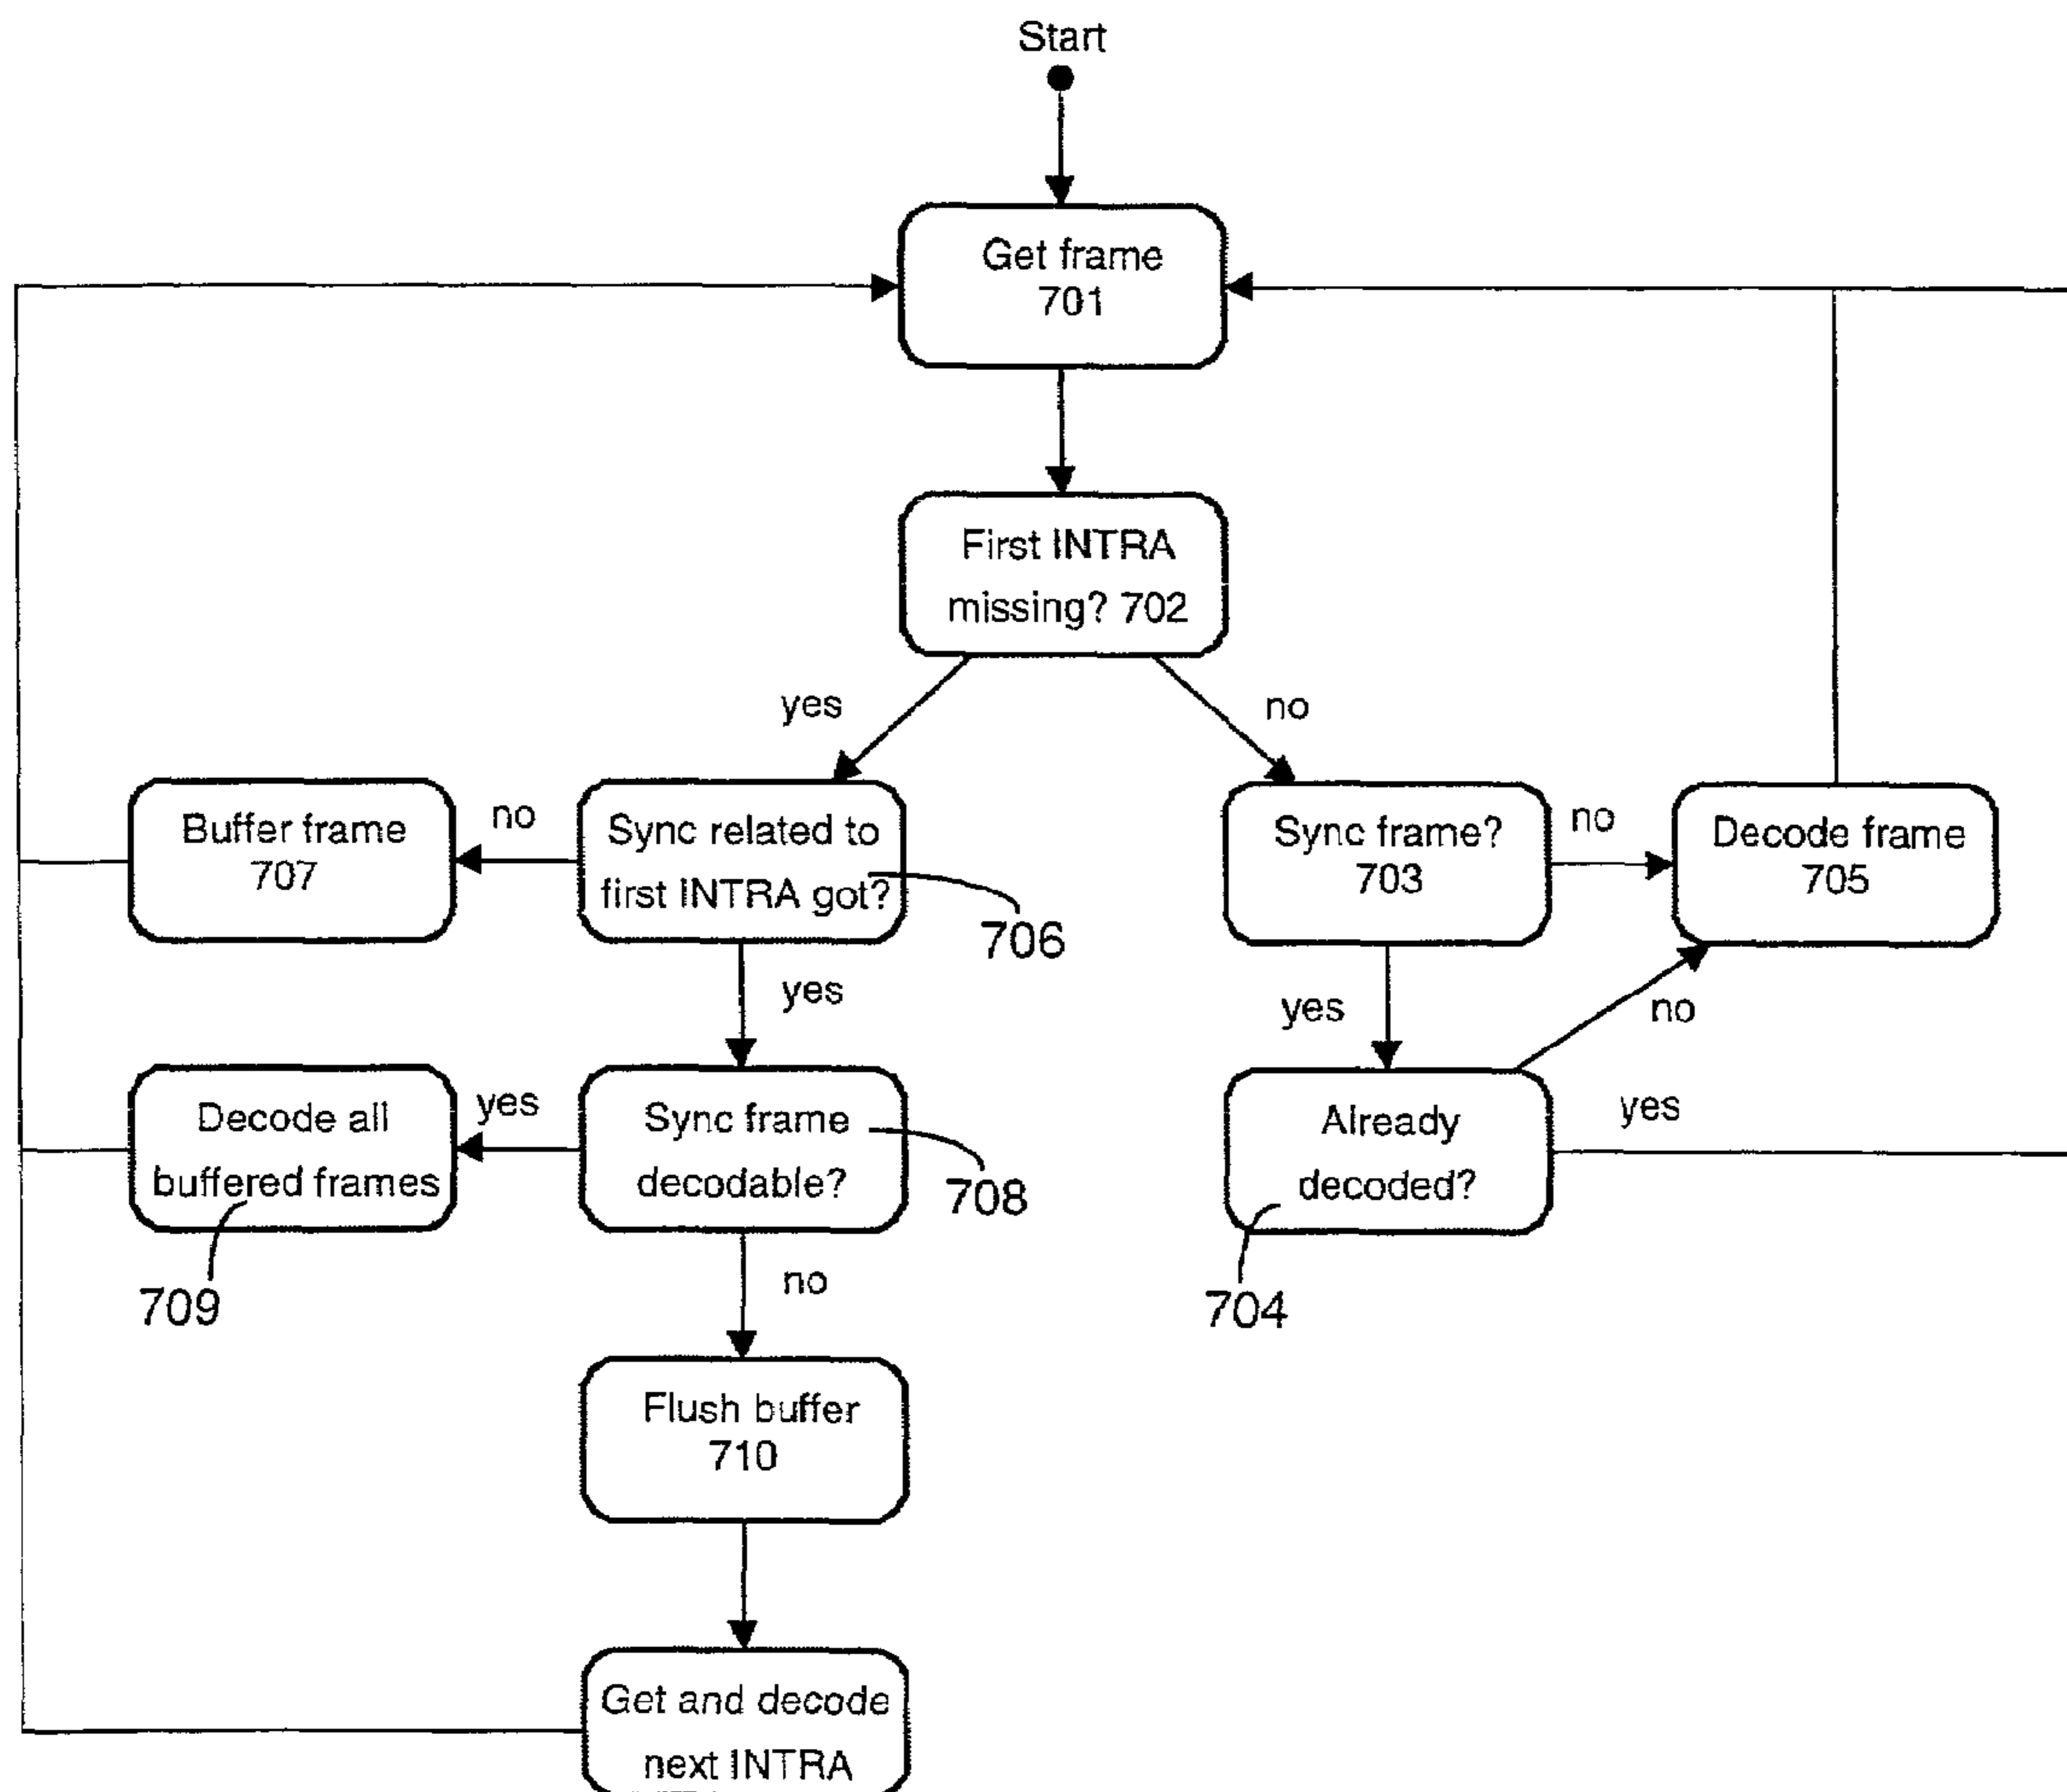 Start
Get frame
701
First INTRA
missing? 702
yes
no
Buffer frame
707
no
Sync related to
first INTRA got?
706
Sync frame?
703
no
Decode frame
705
yes
yes
no
Decode all
buffered frames
709
yes
Sync frame
decodable?
708
Already
decoded?
704
yes
no
Flush buffer
710
Get and decode
next INTRA